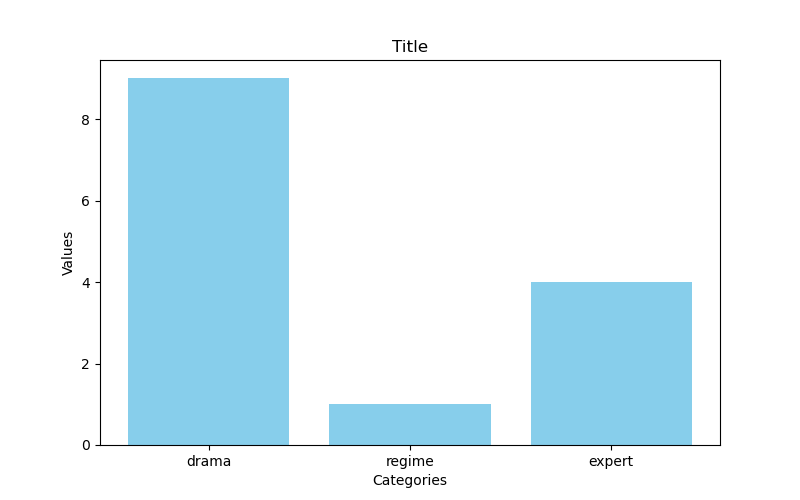 Title
8
6
4
2
0
Values
drama
regime
expert
Categories